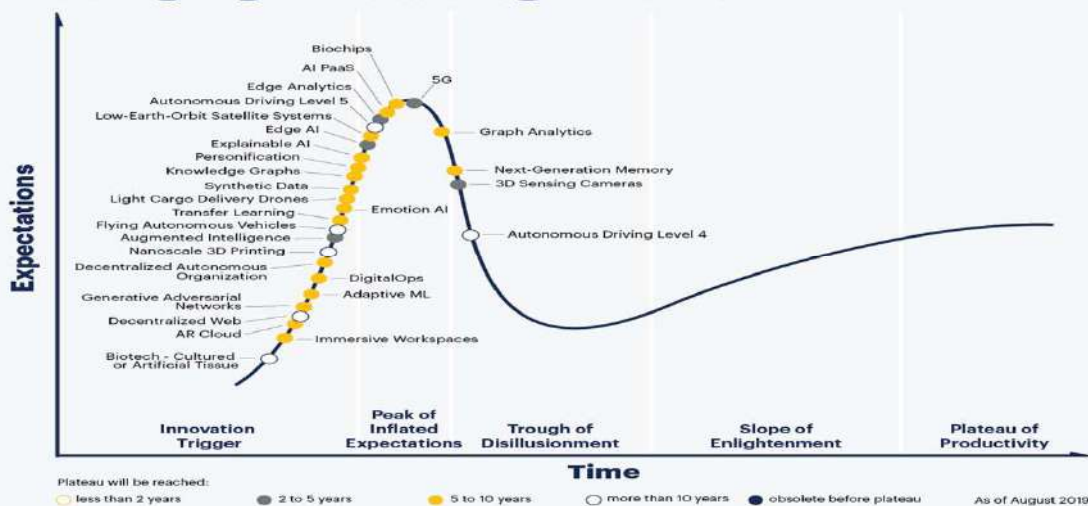 Biochips
AI PaaS
5G
Edge Analytics
Autonomous Driving Level 5
Low-Earth-Orbit Satellite Systems
Graph Analytics
Edge AI
Explainable AI
Personification
Knowledge Graphs
Next-Generation Memory
Synthetic Data
3D Sensing Cameras
Light Cargo Delivery Drones
Emotion AI
Transfer Learning
Flying Autonomous Vehicles
Autonomous Driving Level 4
Augmented Intelligence
Nanoscale 3D Printing
Decentralized Autonomous
Organization
DigitalOps
Generative Adversarial
Networks
Adaptive ML
Decentralized Web
AR Cloud
Immersive Workspaces
Biotech - Cultured
or Artificial Tissue
Expectations
Innovation
Trigger
Peak of
Inflated
Expectations
Trough of
Disillusionment
Slope of
Enlightenment
Plateau of
Productivity
Time
Plateau will be reached:
less than 2 years
2 to 5 years
5 to 10 years
more than 10 years
obsolete before plateau
As of August 2019